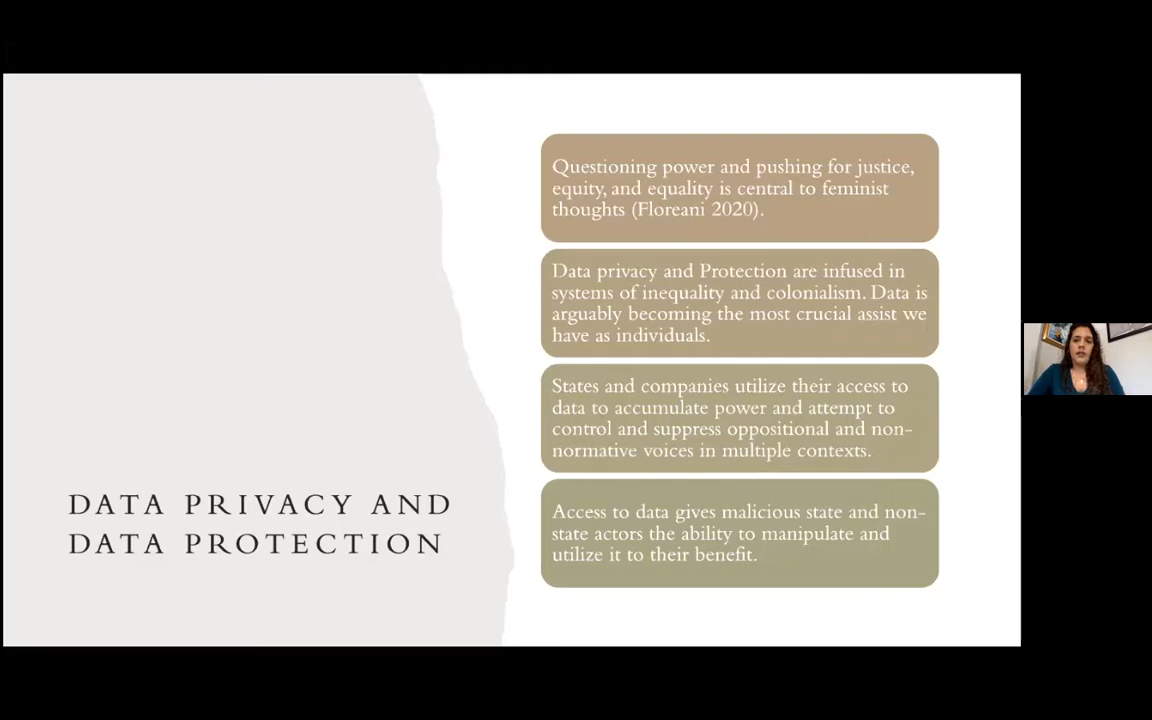 DATA PRIVACY AND
DATA PROTECTION
Questioning power and pushing for justice,
equity, and equality is central to feminist
thoughts (Floreani 2020).
Data privacy and Protection are infused in
systems of inequality and colonialism. Data is
arguably becoming the most crucial assist we
have as individuals.
States and companies utilize their access to
data to accumulate power and attempt to
control and suppress oppositional and non-
normative voices in multiple contexts.
Access to data gives malicious state and non-
state actors the ability to manipulate and
utilize it to their benefit.